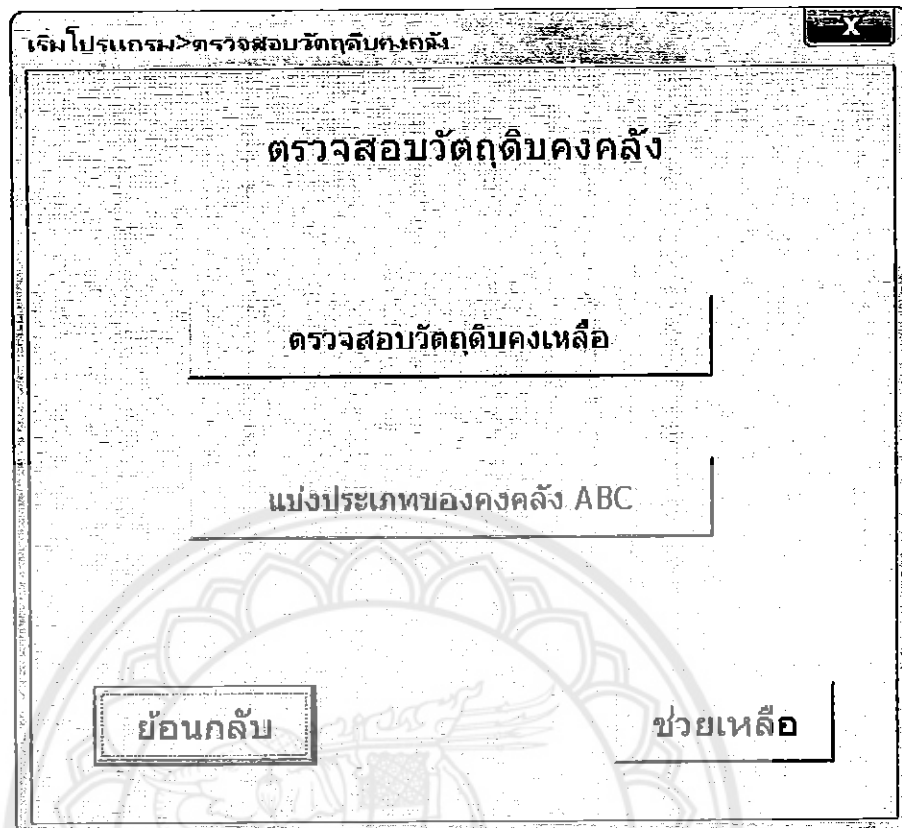 เริ่มโปรแกรม>ตรวจสอบวัตถุดิบคงคลัง
X
ตรวจสอบวัตถุดิบคงคลัง
ตรวจสอบวัตถุดิบคงเหลือ
แบ่งประเภทของคงคลัง ABC
ย้อนกลับ
ช่วยเหลือ